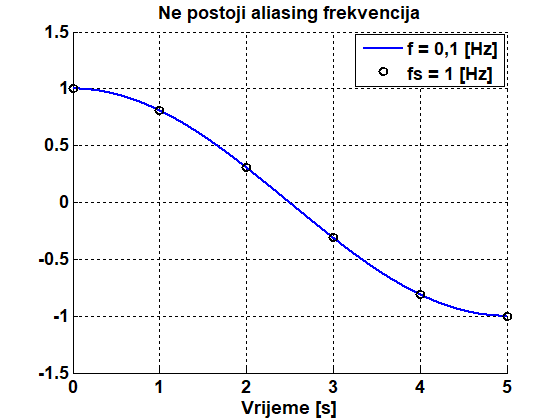 Ne postoji aliasing frekvencija
f = 0,1 [Hz]
fs = 1 [Hz]
1.5
1
0.5
0
-0.5
-1
-1.5
0 1 2 3 4 5
Vrijeme [s]